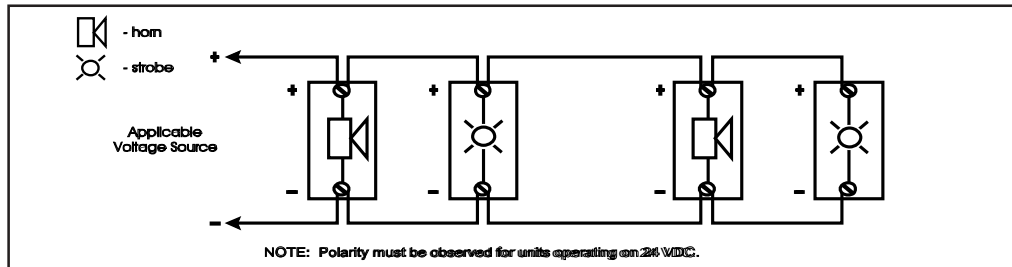 - horn
- strobe
+
+ + + +
Applicable
Voltage Source
− − − −
−
NOTE: Polarity must be observed for units operating on 24 VDC.